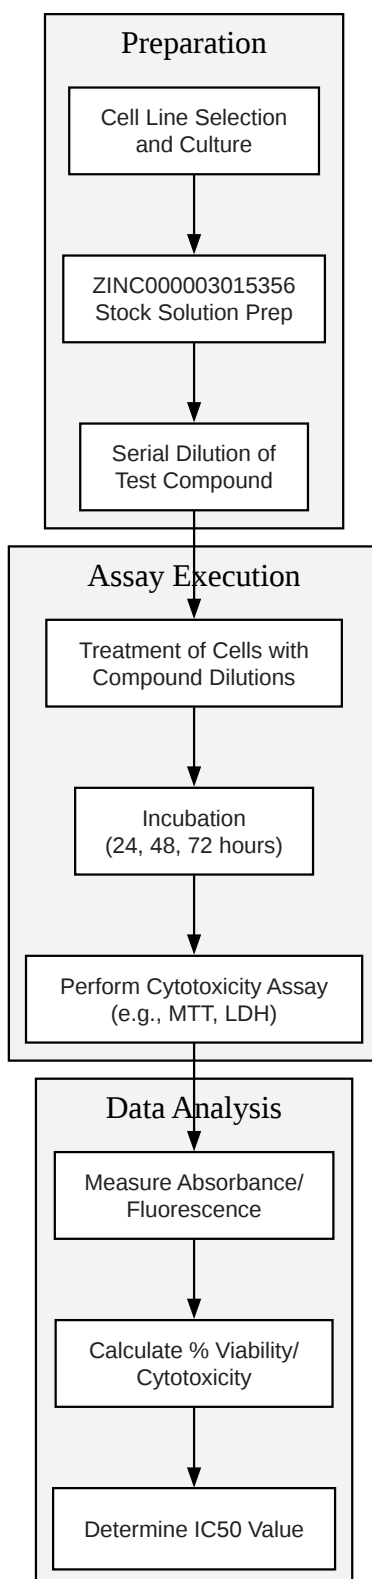 Preparation
Cell Line Selection
and Culture
ZINC000003015356
Stock Solution Prep
Serial Dilution of
Test Compound
Assay Execution
Treatment of Cells with
Compound Dilutions
Incubation
(24, 48, 72 hours)
Perform Cytotoxicity Assay
(e.g., MTT, LDH)
Data Analysis
Measure Absorbance/
Fluorescence
Calculate % Viability/
Cytotoxicity
Determine IC50 Value